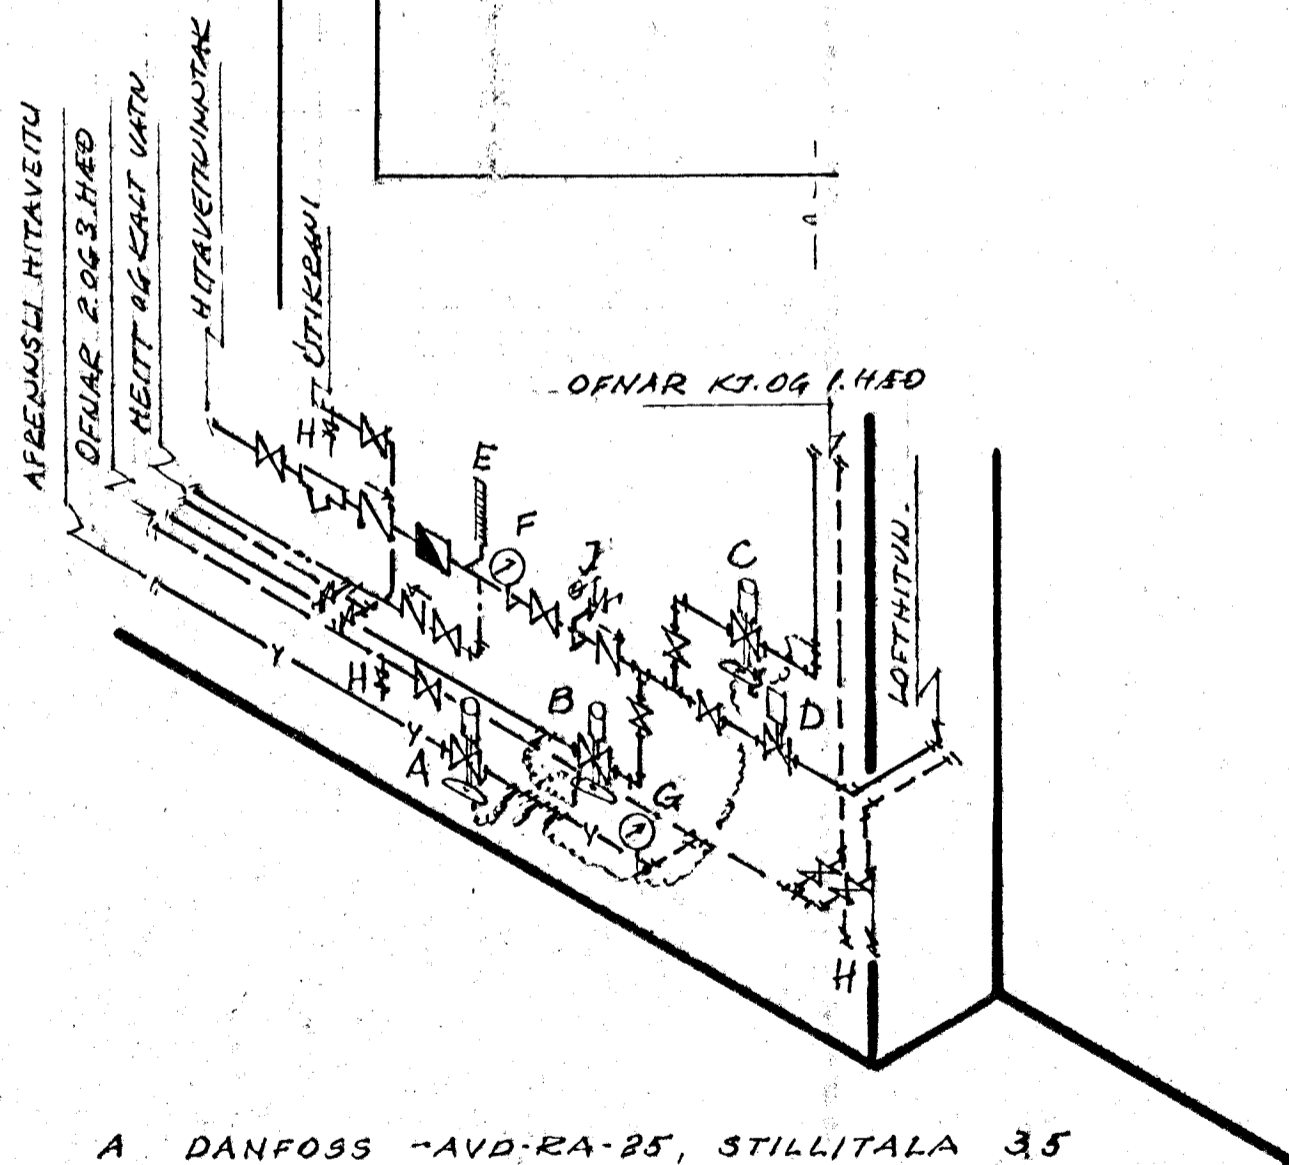 AFRENNSLI HITAVEITU
OFNAR 2.OG 3.HÆÐ
HEITT OG KALT VATN
HITAVEITUINNTAK
ÚTIKRANI
OFNAR KJ.OG 1.HÆÐ
LOFTHITUN
H
E
F
J
C
D
H
B
A
G
H
Y
Y
Y
A DANFOSS -AVD-RA-25, STILLITALA 3,5